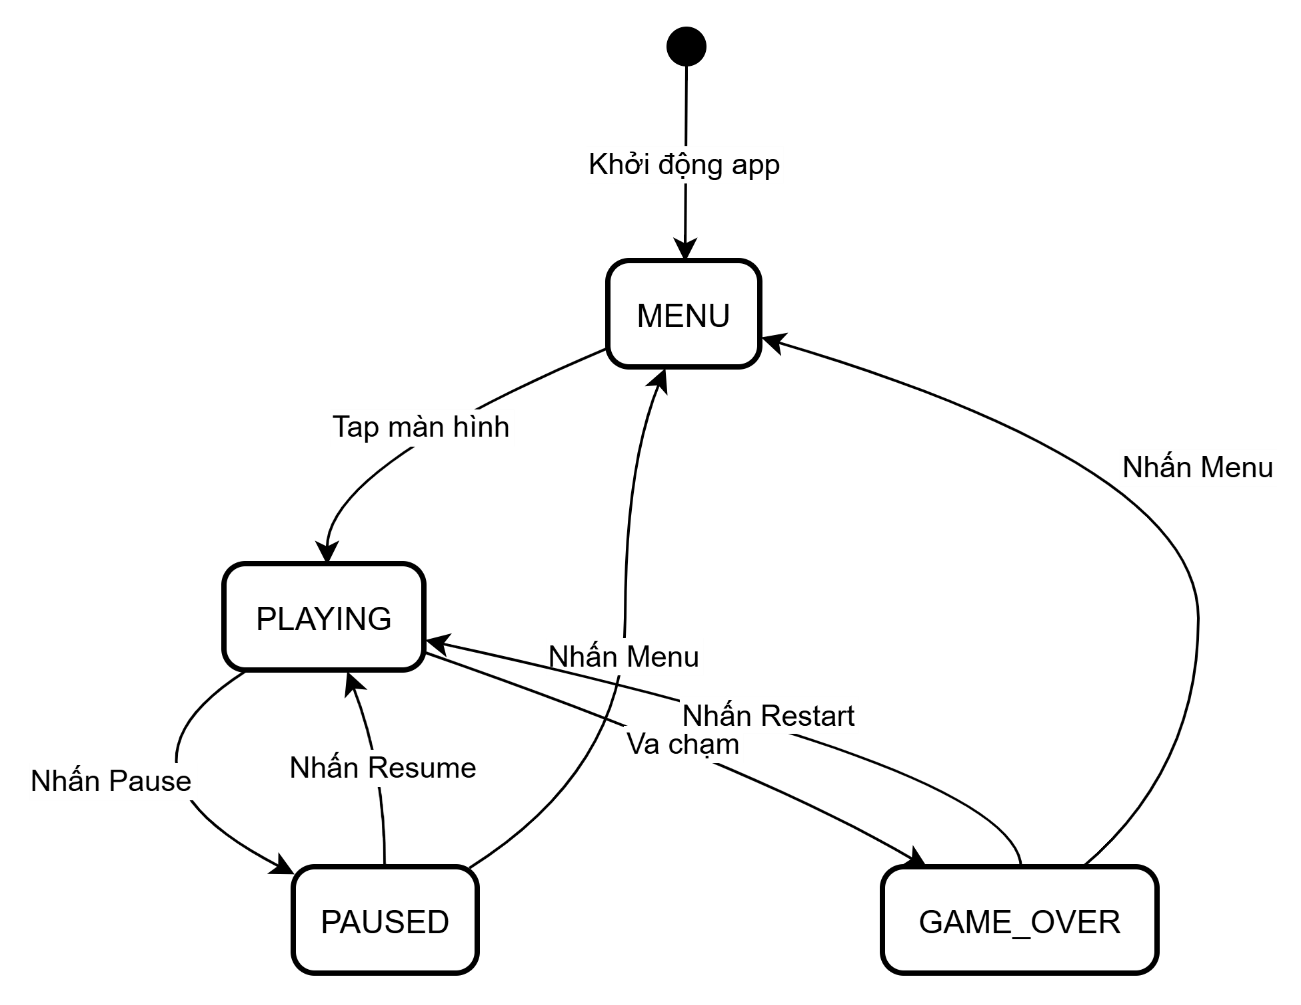 Khởi động app
MENU
Tap màn hình
Nhấn Menu
PLAYING
Nhấn Menu
Nhấn Restart
Va chạm
Nhấn Resume
Nhấn Pause
PAUSED
GAME_OVER